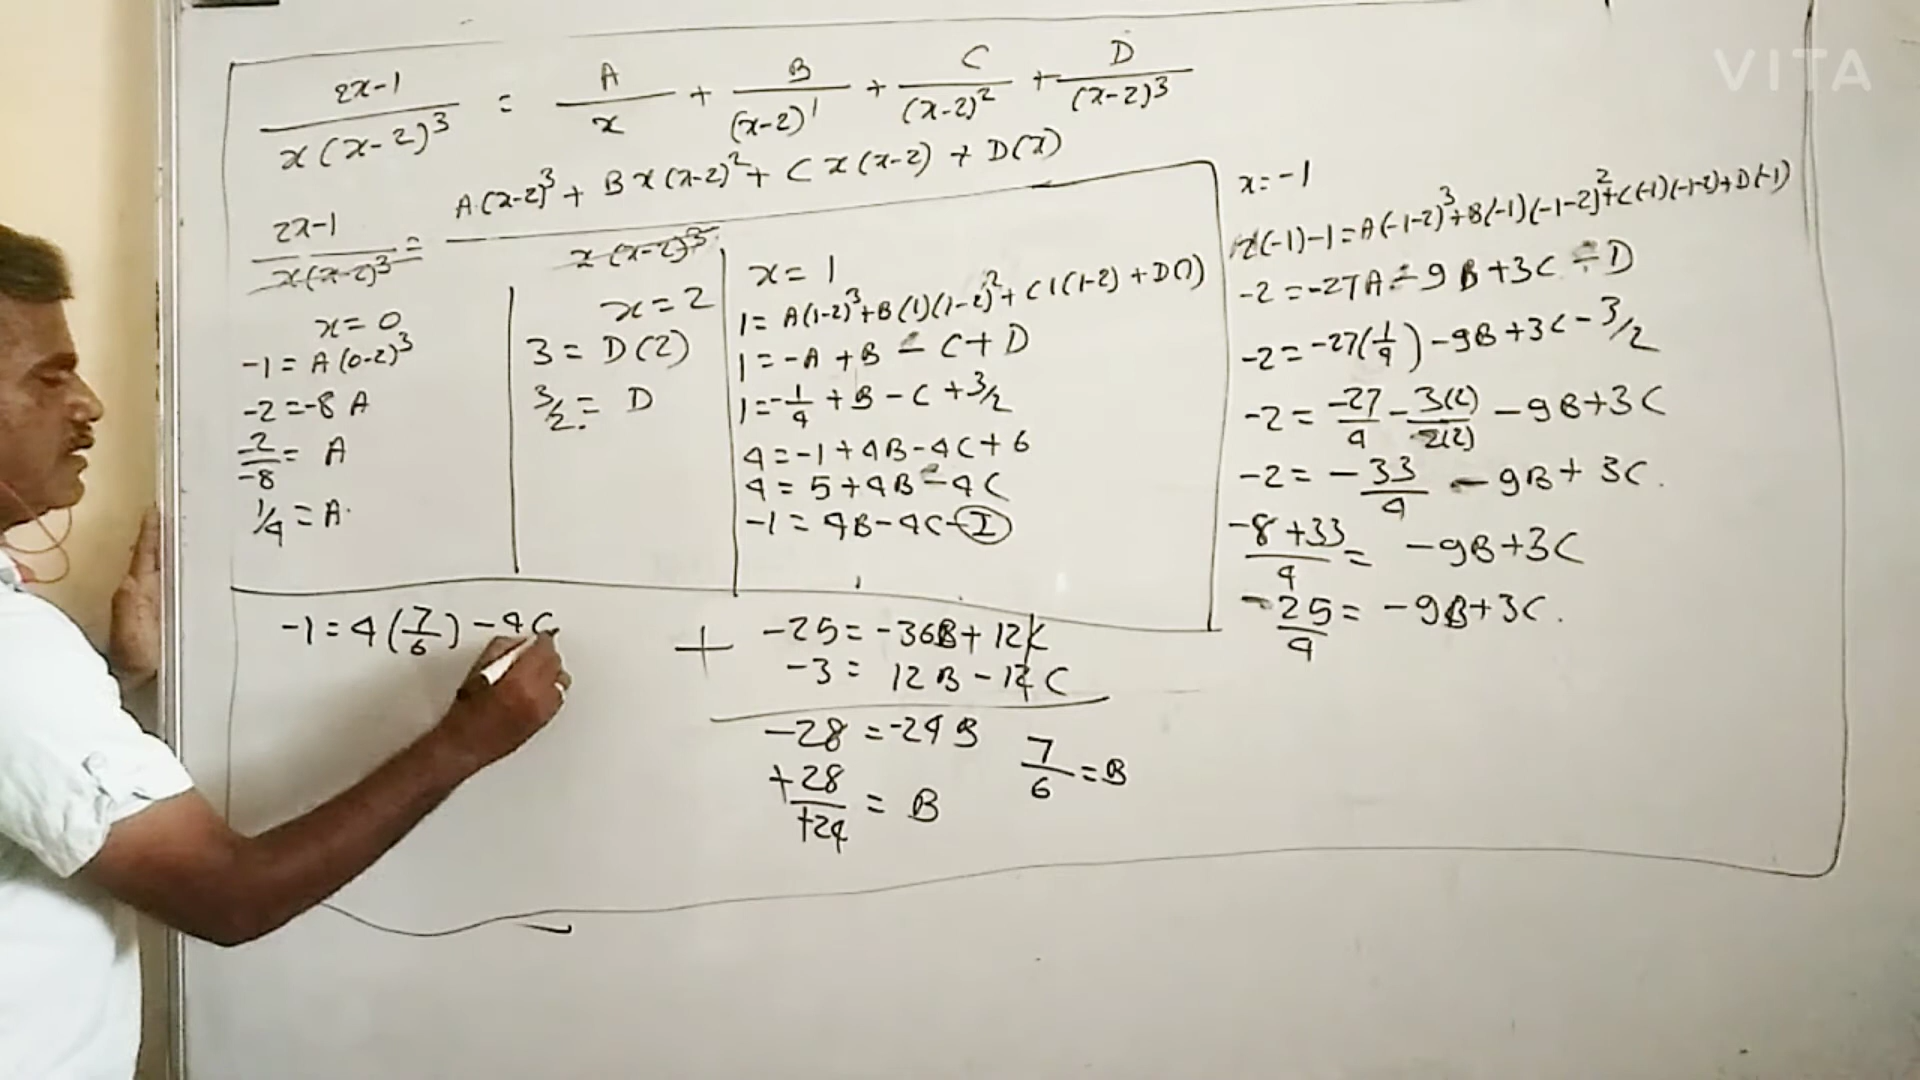 VITA
2x-1/x(x-2)^3 = A/x + B/(x-2)^1 + C/(x-2)^2 + D/(x-2)^3
2x-1/x(x-2)^3 = A.(x-2)^3 + Bx(x-2)^2 + Cx(x-2) + D(x)/x(x-2)^3
x=0
-1 = A(0-2)^3
-2 = -8A
-2/-8 = A
1/4 = A.
x=2
3 = D(2)
3/2 = D
x=1
1 = A(1-2)^3+B(1)(1-2)^2+C1(1-2)+D(1)
1 = -A+B-C+D
1 = -1/4+B-C+3/2
4 = -1+4B-4C+6
4 = 5+4B-4C
-1 = 4B-4C-I
x=-1
2(-1)-1=A(-1-2)^3+B(-1)(-1-2)^2+C(-1)(-1-2)+D(-1)
-2 = -27A-9B+3C-D
-2 = -27(1/4)-9B+3C-3/2
-2 = -27/4-3(2)/2(2)-9B+3C
-2 = -33/4-9B+3C.
-8+33/4 = -9B+3C
-25/4 = -9B+3C.
-1=4(7/6)-4C
+ -25 = -36B+12C
-3 = 12B-12C
-28 = -24B
+28/+24 = B
7/6 = B